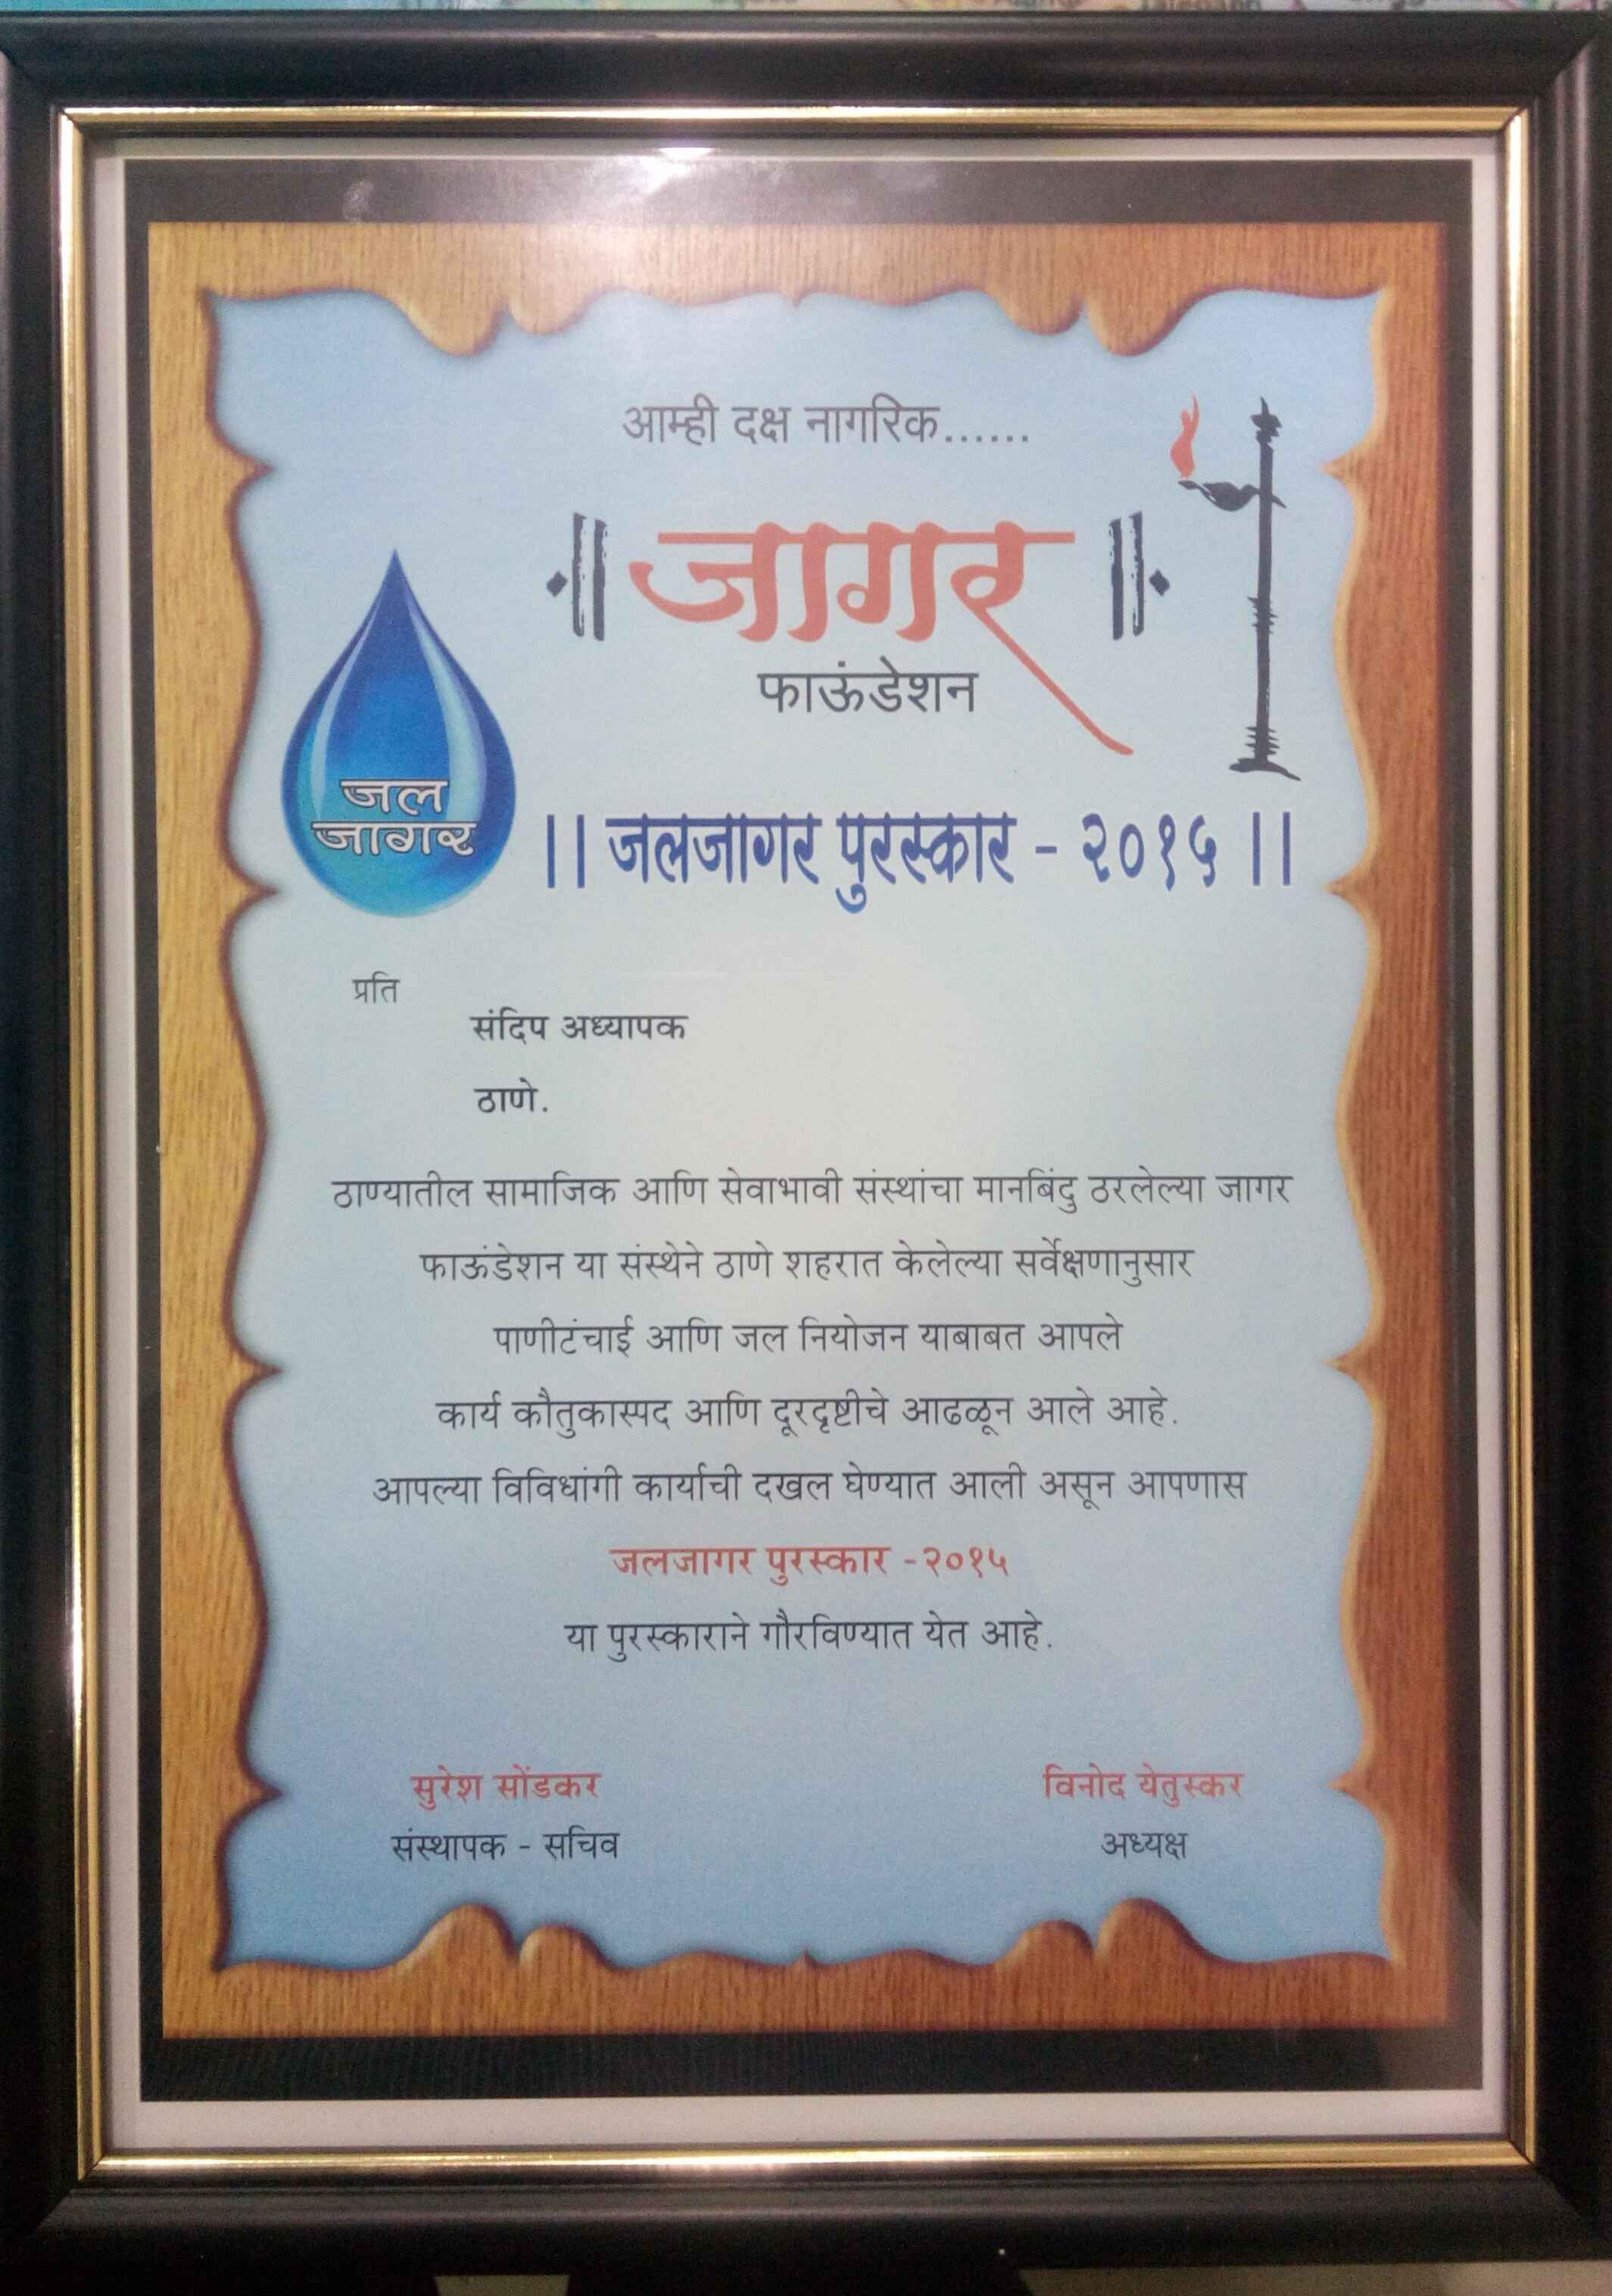 आम्ही दक्ष नागरिक......
॥ जागर ॥
फाऊंडेशन
जल
जागर
|| जलजागर पुरस्कार - २०१५ ||
प्रति
संदिप अध्यापक
ठाणे.
ठाण्यातील सामाजिक आणि सेवाभावी संस्थांचा मानबिंदु ठरलेल्या जागर
फाऊंडेशन या संस्थेने ठाणे शहरात केलेल्या सर्वेक्षणानुसार
पाणीटंचाई आणि जल नियोजन याबाबत आपले
कार्य कौतुकास्पद आणि दूरदृष्टीचे आढळून आले आहे.
आपल्या विविधांगी कार्याची दखल घेण्यात आली असून आपणास
जलजागर पुरस्कार -२०१५
या पुरस्काराने गौरविण्यात येत आहे.
सुरेश सोंडकर
संस्थापक - सचिव
विनोद येतुस्कर
अध्यक्ष